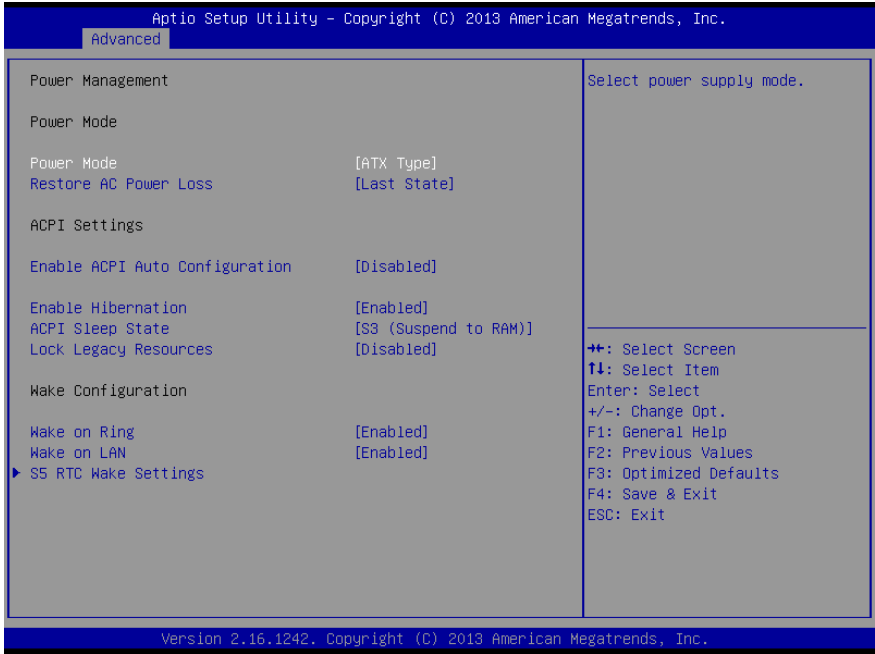 Aptio Setup Utility – Copyright (C) 2013 American Megatrends, Inc.
Advanced
Power Management
Power Mode
Power Mode [ATX Type]
Restore AC Power Loss [Last State]
ACPI Settings
Enable ACPI Auto Configuration [Disabled]
Enable Hibernation [Enabled]
ACPI Sleep State [S3 (Suspend to RAM)]
Lock Legacy Resources [Disabled]
Wake Configuration
Wake on Ring [Enabled]
Wake on LAN [Enabled]
S5 RTC Wake Settings
Select power supply mode.
→←: Select Screen
↑↓: Select Item
Enter: Select
+/-: Change Opt.
F1: General Help
F2: Previous Values
F3: Optimized Defaults
F4: Save & Exit
ESC: Exit
Version 2.16.1242. Copyright (C) 2013 American Megatrends, Inc.